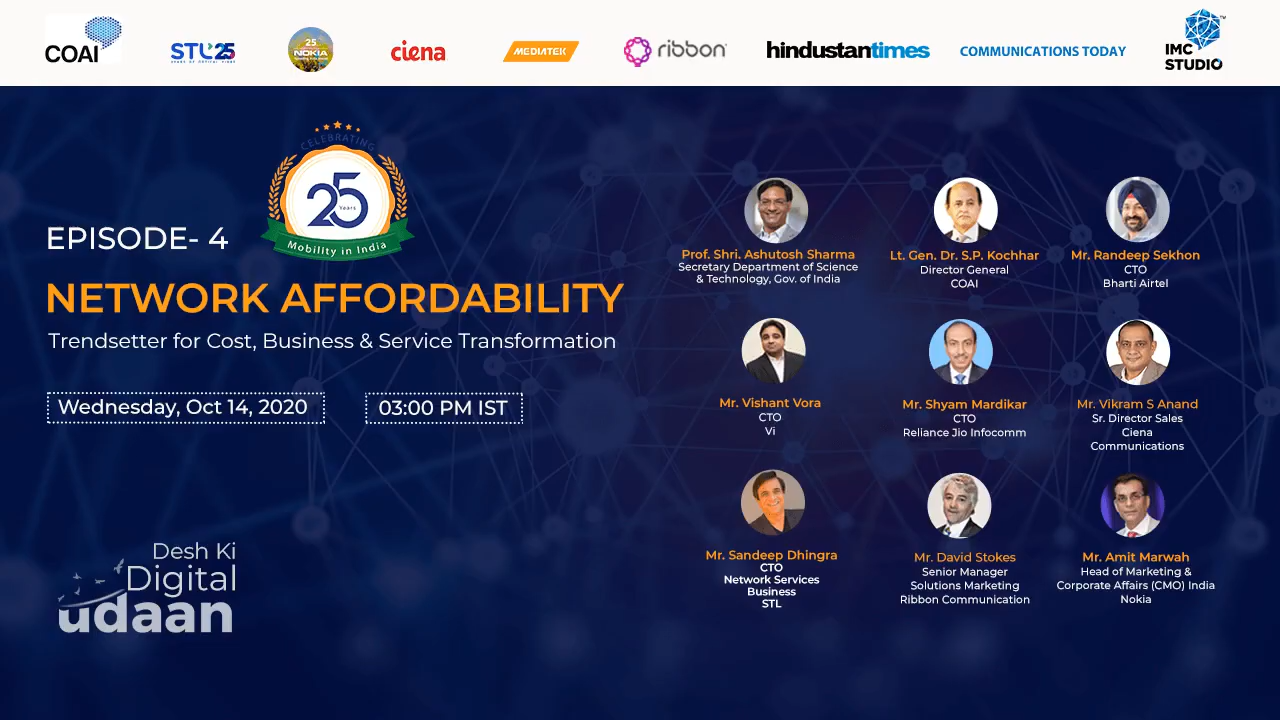 COAI
STL 25
25
NOKIA
ciena
MEDIATEK
ribbon
hindustantimes
COMMUNICATIONS TODAY
IMC
STUDIO
TM
CELEBRATING
25
Years
Mobility in India
EPISODE- 4
NETWORK AFFORDABILITY
Trendsetter for Cost, Business & Service Transformation
Wednesday, Oct 14, 2020
03:00 PM IST
Desh Ki
Digital
udaan
Prof. Shri. Ashutosh Sharma
Secretary Department of Science
& Technology, Gov. of India
Lt. Gen. Dr. S.P. Kochhar
Director General
COAI
Mr. Randeep Sekhon
CTO
Bharti Airtel
Mr. Vishant Vora
CTO
Vi
Mr. Shyam Mardikar
CTO
Reliance Jio Infocomm
Mr. Vikram S Anand
Sr. Director Sales
Ciena
Communications
Mr. Sandeep Dhingra
CTO
Network Services
Business
STL
Mr. David Stokes
Senior Manager
Solutions Marketing
Ribbon Communication
Mr. Amit Marwah
Head of Marketing &
Corporate Affairs (CMO) India
Nokia